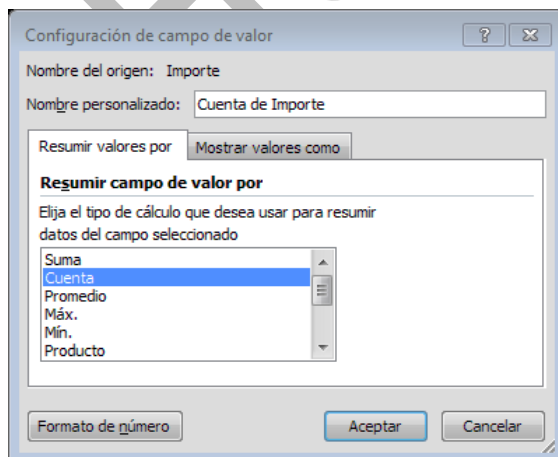 Configuración de campo de valor
Nombre del origen: Importe
Nombre personalizado: Cuenta de Importe
Resumir valores por Mostrar valores como
Resumir campo de valor por
Elija el tipo de cálculo que desea usar para resumir
datos del campo seleccionado
Suma
Cuenta
Promedio
Máx.
Mín.
Producto
Formato de número Aceptar Cancelar